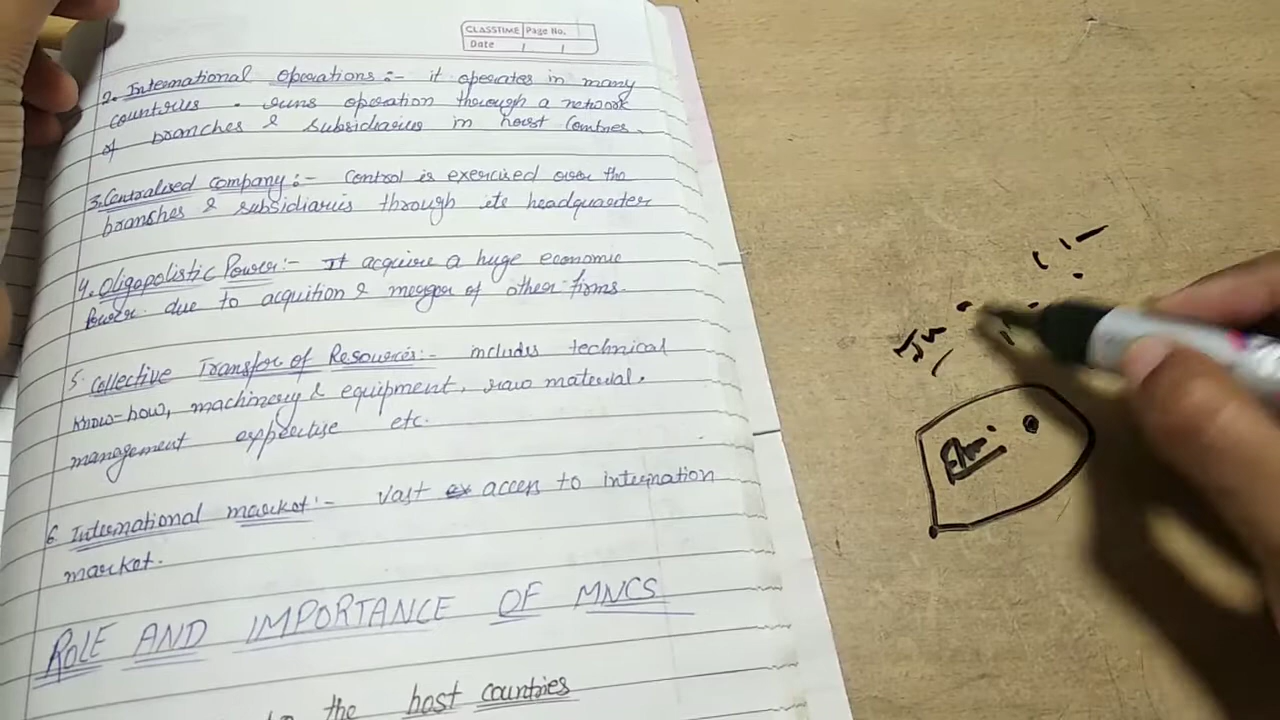 CLASSTIME Page No.
Date / /
2. International operations :- it operates in many
countries . runs operation through a network
of branches & subsidiaries in host Countries.
3. Centralised company :- Control is exercised over the
branches & subsidiaries through its headquarter
4. Oligopolistic Power :- It acquire a huge economic
Power due to acquition & merger of other firms.
5. Collective Transfer of Resources :- includes technical
know-how, machinery & equipment, raw material.
management expertise etc.
6. International market :- vast ex access to internation
market.
ROLE AND IMPORTANCE OF MNCS
the host countries